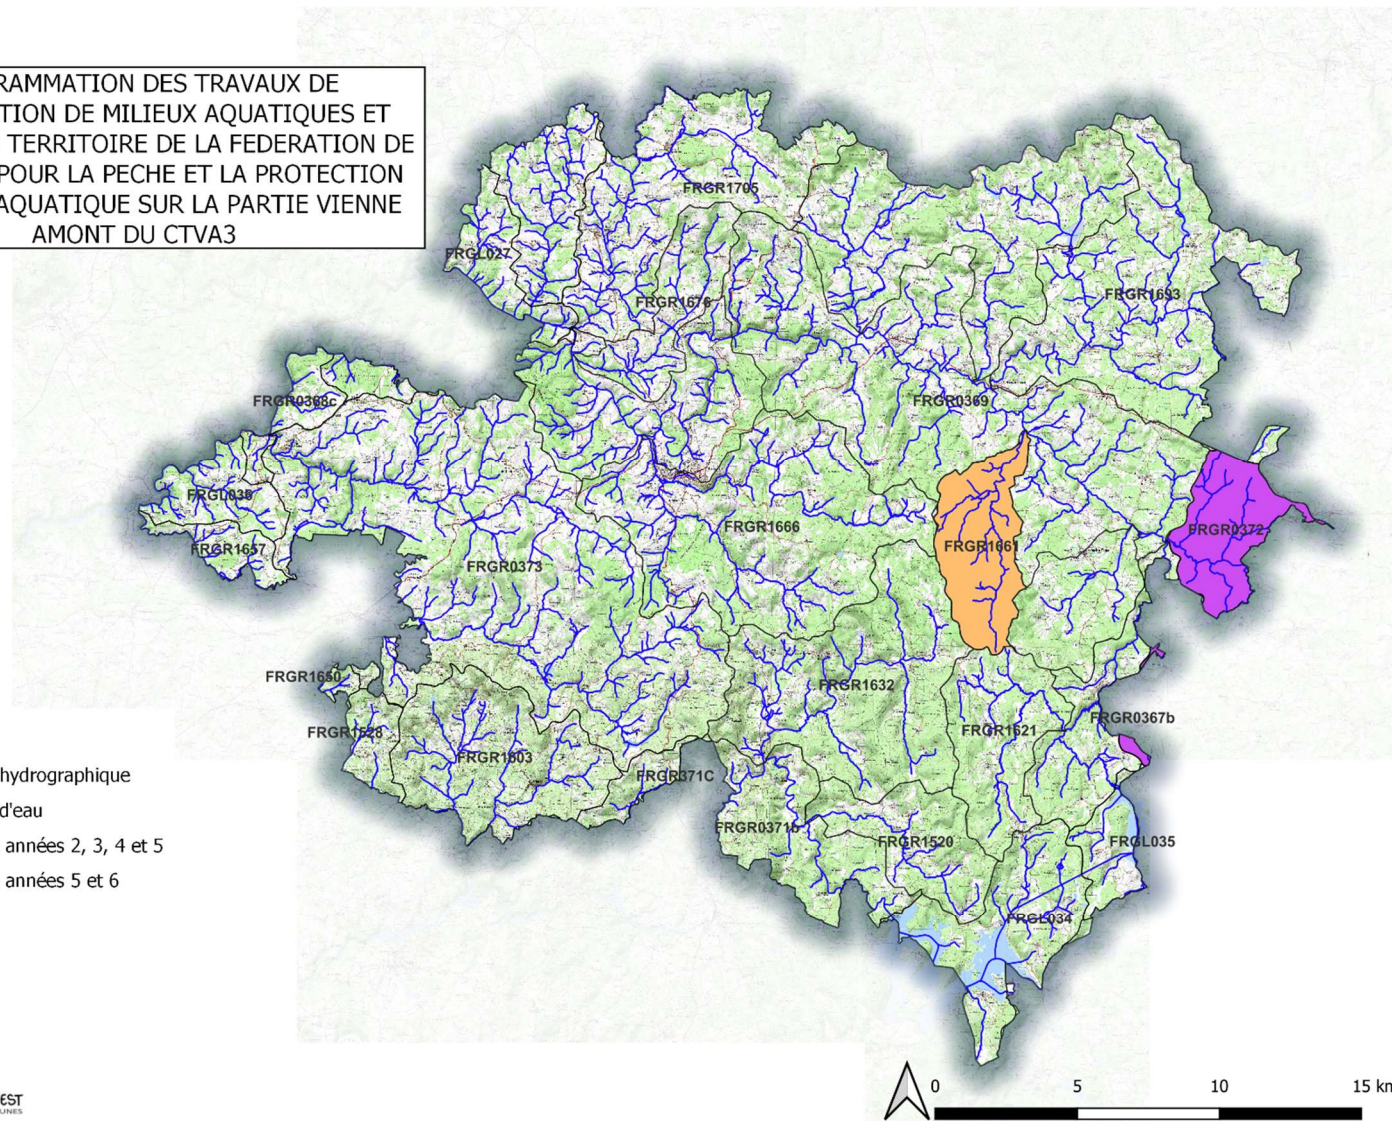 RAMMATION DES TRAVAUX DE
TION DE MILIEUX AQUATIQUES ET
TERRITOIRE DE LA FEDERATION DE
POUR LA PECHE ET LA PROTECTION
AQUATIQUE SUR LA PARTIE VIENNE
AMONT DU CTVA3
FRGR1705
FRGL027
FRGR1676
FRGR1693
FRGR0368c
FRGR0369
FRGR1657
FRGR1666
FRGR0372
FRGR1661
FRGR0373
FRGR1650
FRGR1632
FRGR0367b
FRGR1528
FRGR1621
FRGR1603
FRGR371C
FRGR0371b
FRGR1520
FRGL035
FRGL034
hydrographique
d'eau
années 2, 3, 4 et 5
années 5 et 6
EST
UNES
0 5 10 15 km